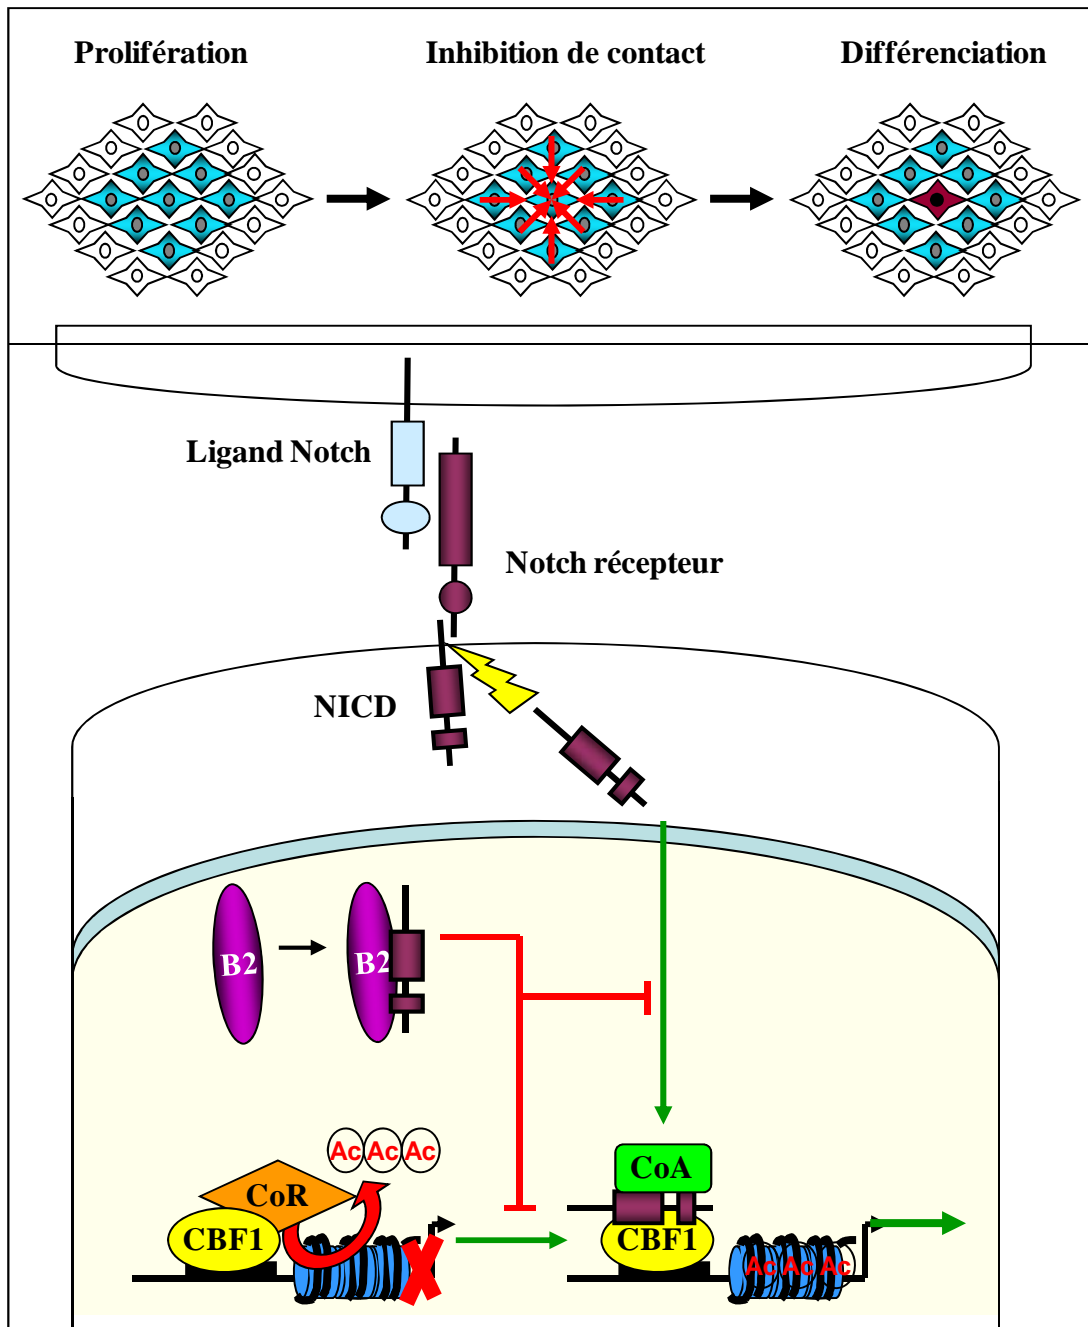 Prolifération
Inhibition de contact
Différenciation
Ligand Notch
Notch récepteur
NICD
B2
B2
Ac Ac Ac
CoR
CBF1
CoA
CBF1
Ac Ac Ac